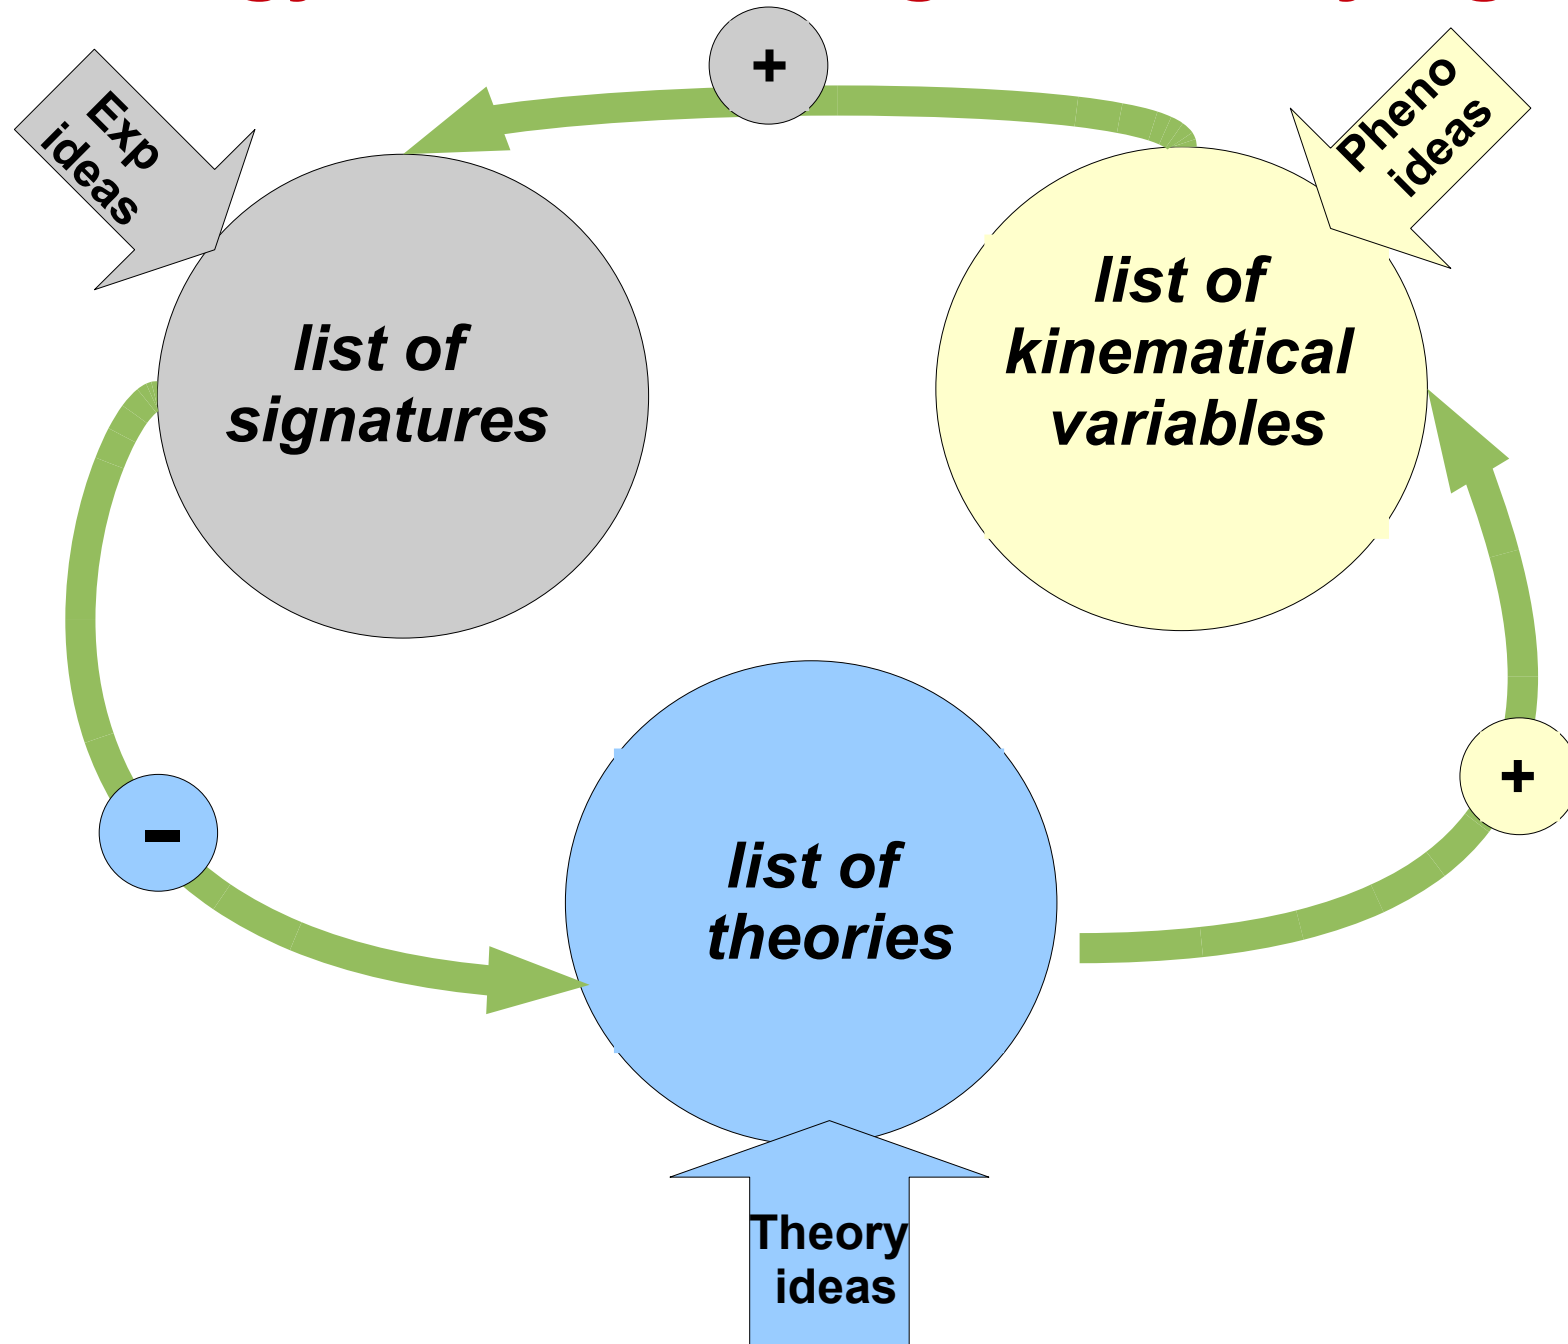 +
Exp
ideas
Pheno
ideas
list of
signatures
list of
kinematical
variables
–
+
list of
theories
Theory
ideas